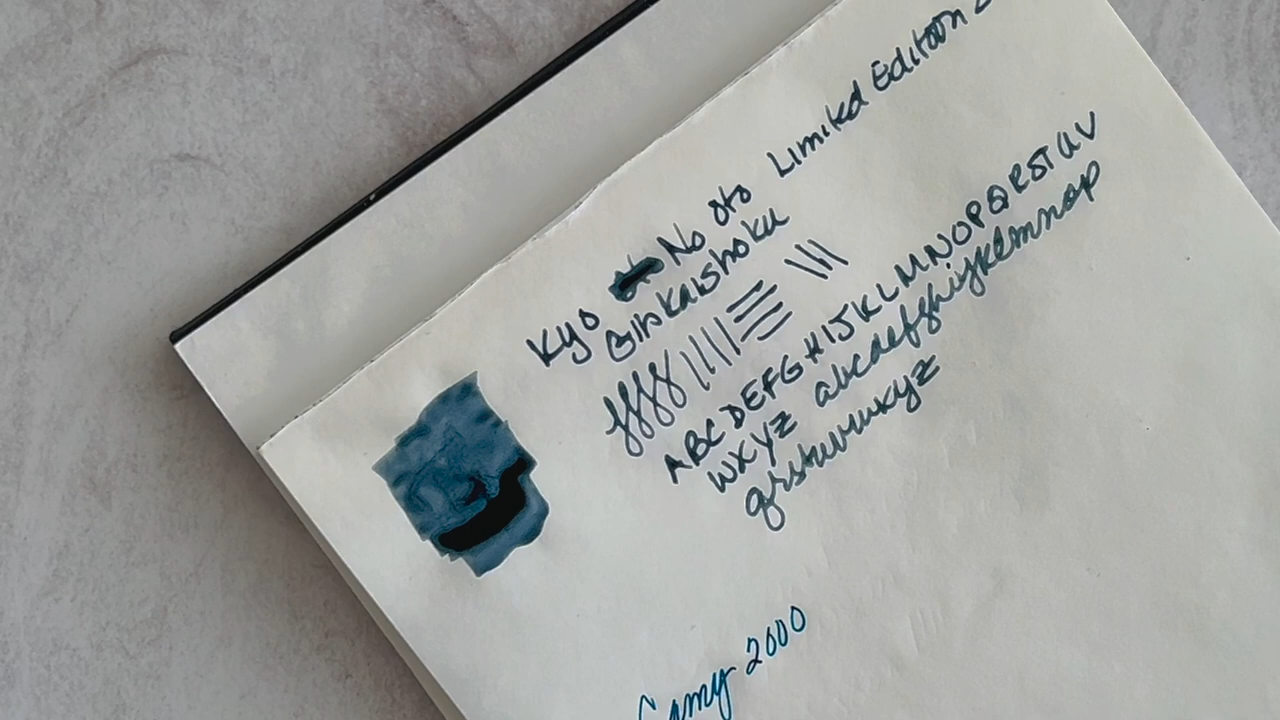 Kyo No Oto Limited Edition
Ginkaishoku
ABCDEFGHIJKLMNOPQRSTUV
WXYZ abcdefghijklmnop
qrstuvwxyz
Lamy 2000